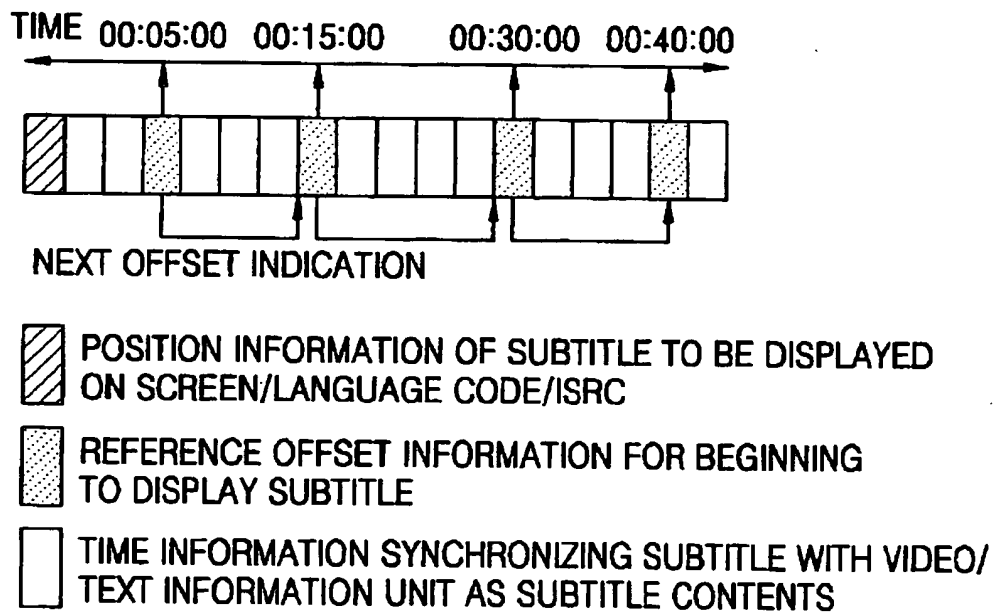 TIME 00:05:00 00:15:00 00:30:00 00:40:00
NEXT OFFSET INDICATION
POSITION INFORMATION OF SUBTITLE TO BE DISPLAYED
ON SCREEN/LANGUAGE CODE/ISRC
REFERENCE OFFSET INFORMATION FOR BEGINNING
TO DISPLAY SUBTITLE
TIME INFORMATION SYNCHRONIZING SUBTITLE WITH VIDEO/
TEXT INFORMATION UNIT AS SUBTITLE CONTENTS